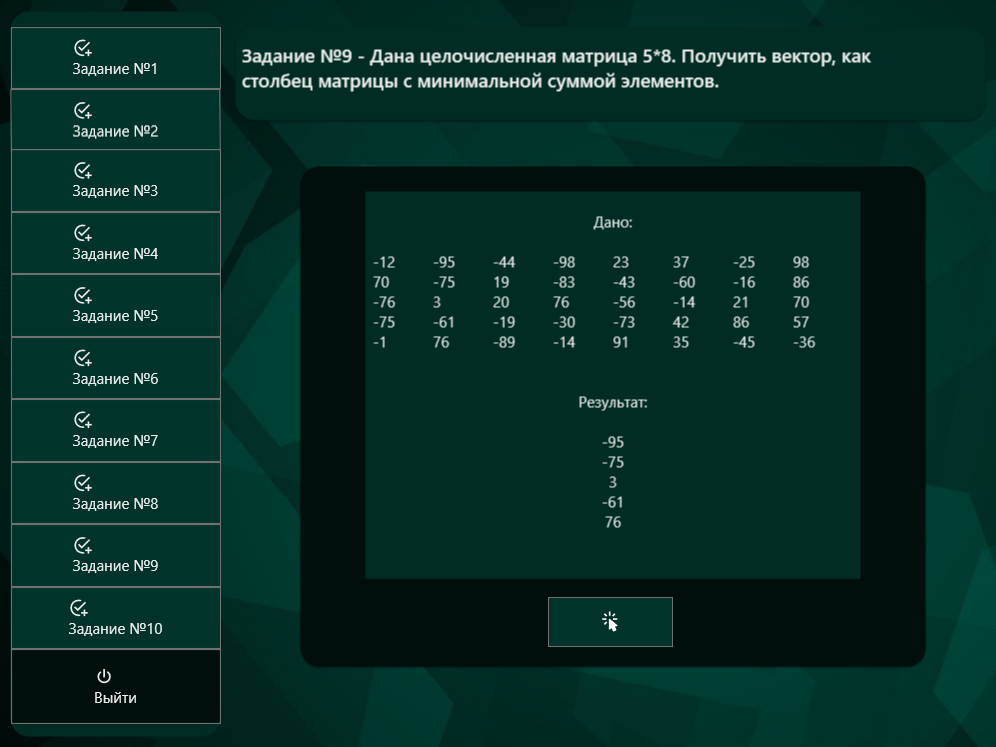 Задание №1
Задание №2
Задание №3
Задание №4
Задание №5
Задание №6
Задание №7
Задание №8
Задание №9
Задание №10
Выйти
Задание №9 - Дана целочисленная матрица 5*8. Получить вектор, как
столбец матрицы с минимальной суммой элементов.
Дано:
-12 -95 -44 -98 23 37 -25 98
70 -75 19 -83 -43 -60 -16 86
-76 3 20 76 -56 -14 21 70
-75 -61 -19 -30 -73 42 86 57
-1 76 -89 -14 91 35 -45 -36
Результат:
-95
-75
3
-61
76